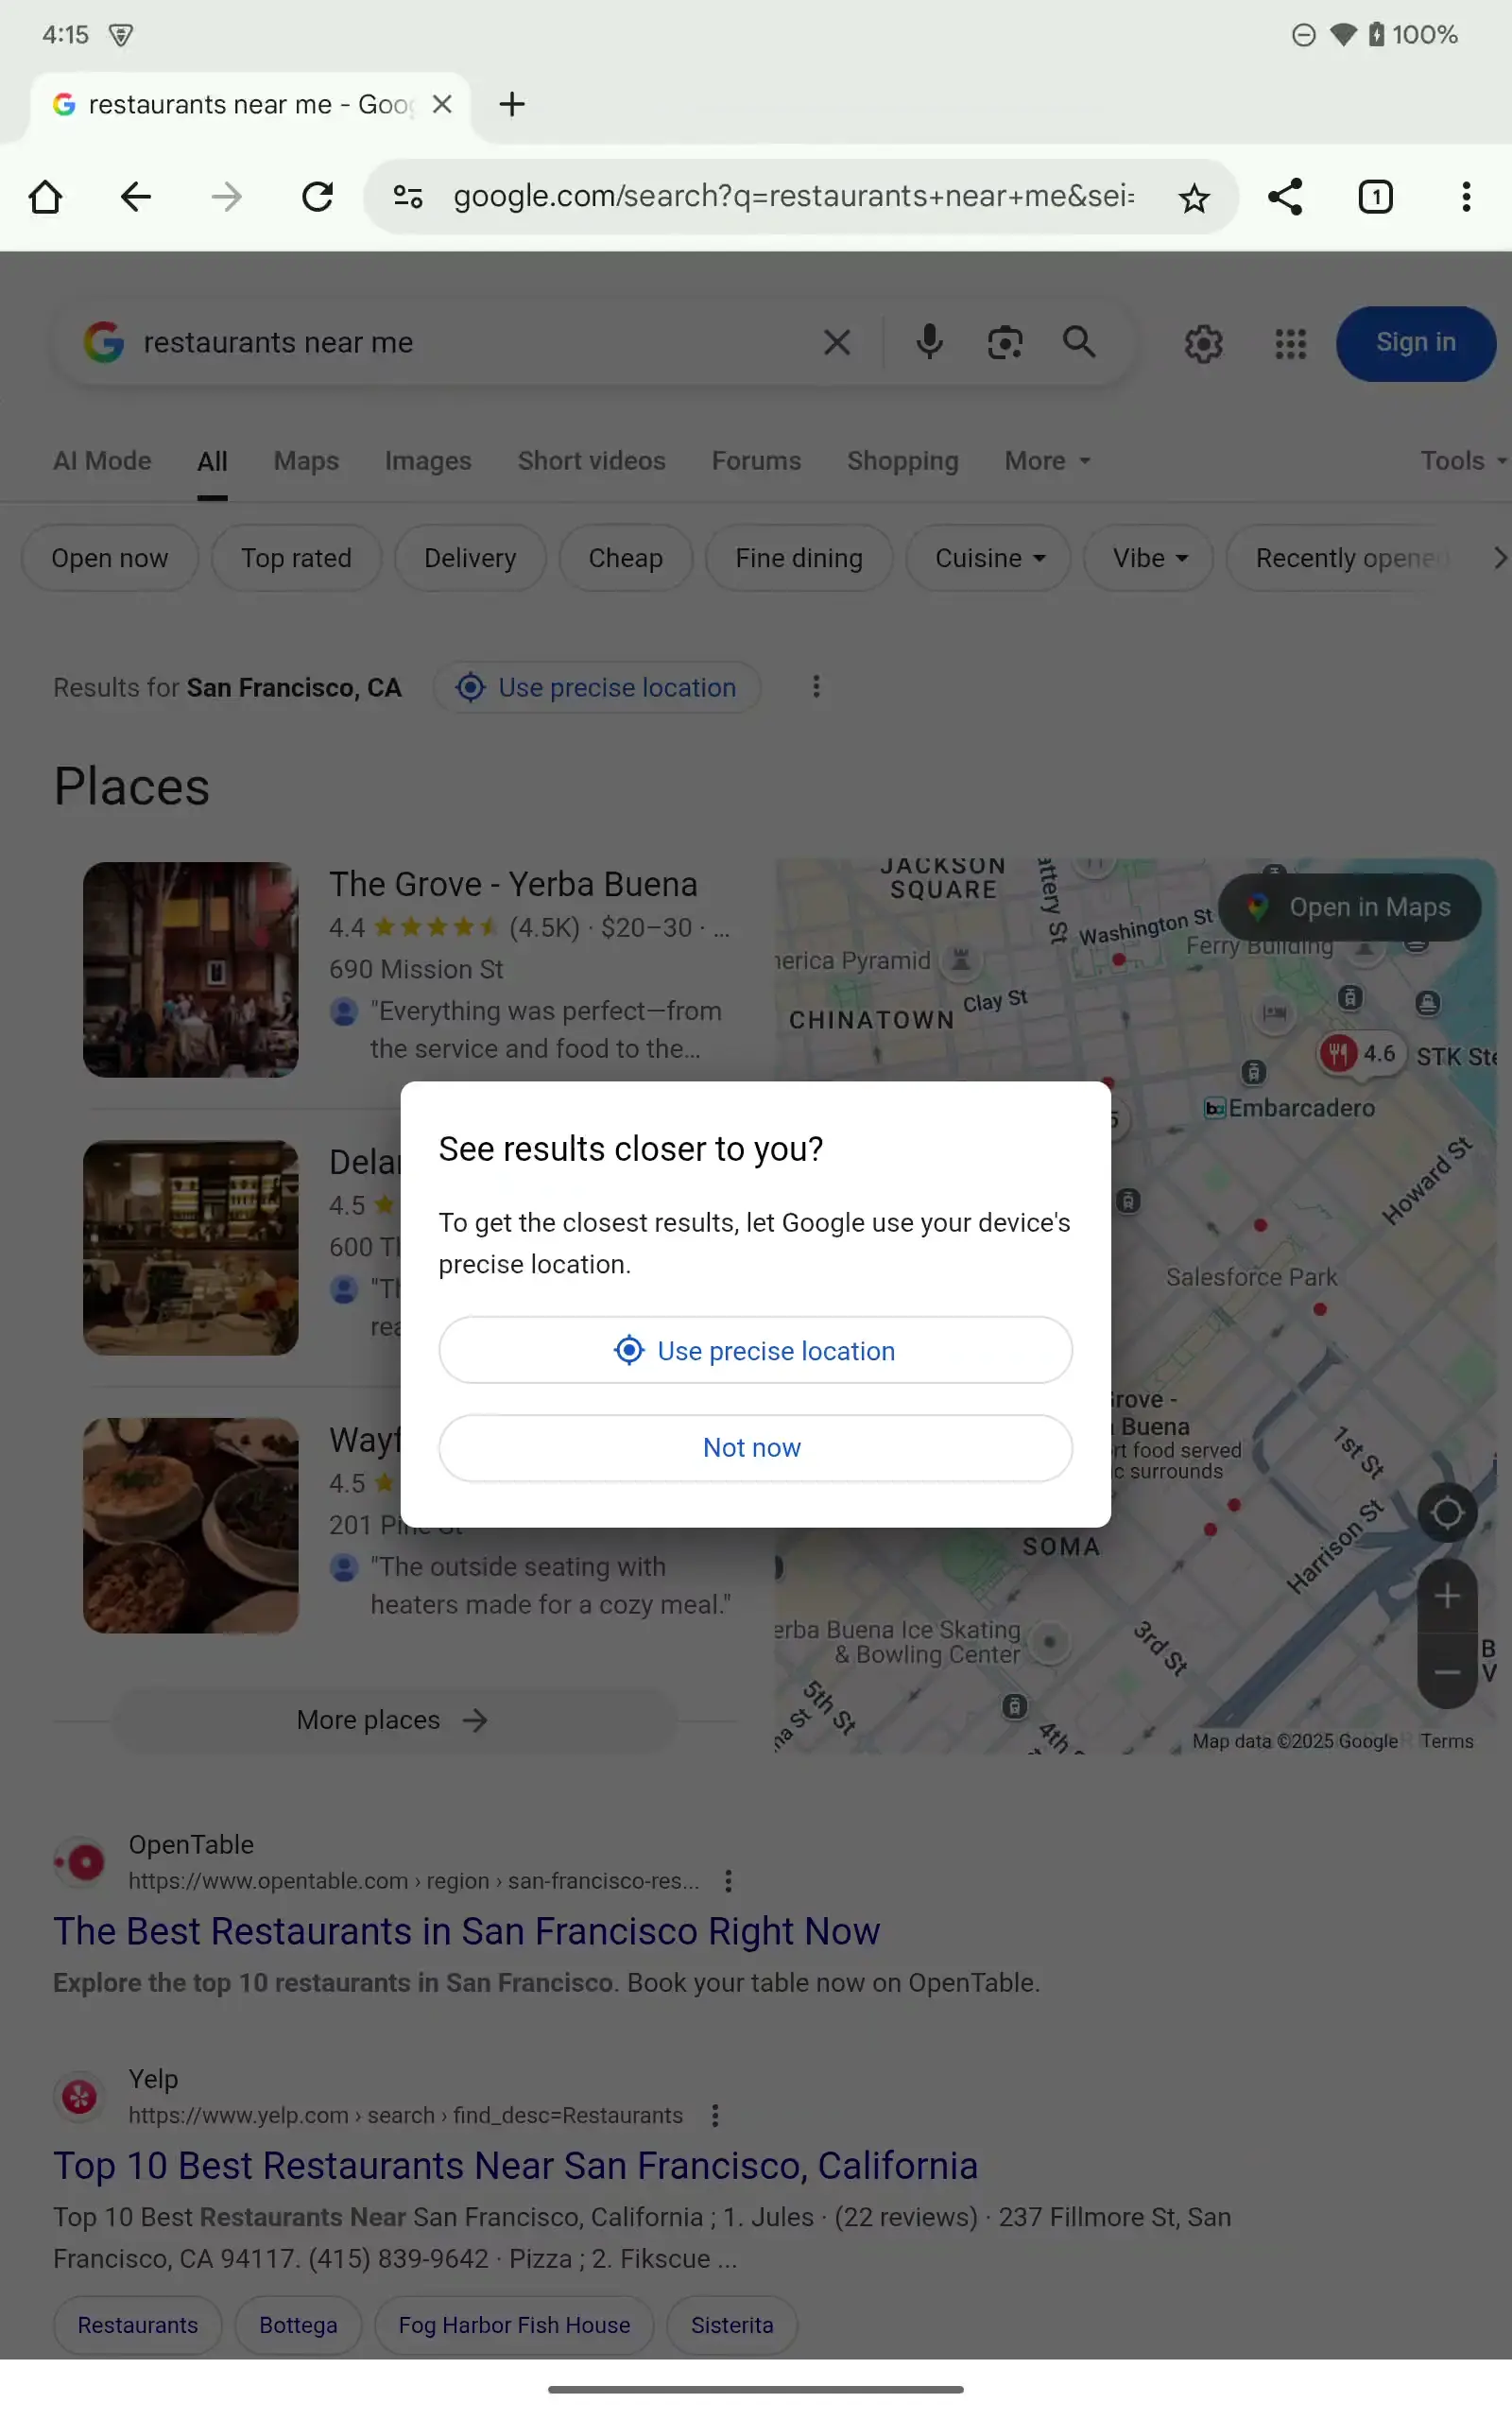 4:15
100%
restaurants near me - Goo
google.com/search?q=restaurants+near+me&sei=
1
restaurants near me
Sign in
AI Mode
All
Maps
Images
Short videos
Forums
Shopping
More
Tools
Open now
Top rated
Delivery
Cheap
Fine dining
Cuisine
Vibe
Recently opened
Results for San Francisco, CA
Use precise location
Places
The Grove - Yerba Buena
4.4 (4.5K) · $20–30 · ...
690 Mission St
"Everything was perfect—from
the service and food to the...
4.5
600
4.5
201 Pine St
"The outside seating with
heaters made for a cozy meal."
More places
JACKSON
SQUARE
Washington St
Open in Maps
Ferry Building
Pyramid
Clay St
CHINATOWN
4.6
STK
Embarcadero
Howard St
Salesforce Park
Buena
food served
surrounds
1st St
Harrison St
SOMA
Buena Ice Skating
& Bowling Center
3rd St
5th St
4th
Map data ©2025 Google
Terms
See results closer to you?
To get the closest results, let Google use your device's
precise location.
Use precise location
Not now
OpenTable
https://www.opentable.com › region › san-francisco-res...
The Best Restaurants in San Francisco Right Now
Explore the top 10 restaurants in San Francisco. Book your table now on OpenTable.
Yelp
https://www.yelp.com › search › find_desc=Restaurants
Top 10 Best Restaurants Near San Francisco, California
Top 10 Best Restaurants Near San Francisco, California ; 1. Jules · (22 reviews) · 237 Fillmore St, San
Francisco, CA 94117. (415) 839-9642 · Pizza ; 2. Fikscue ...
Restaurants
Bottega
Fog Harbor Fish House
Sisterita